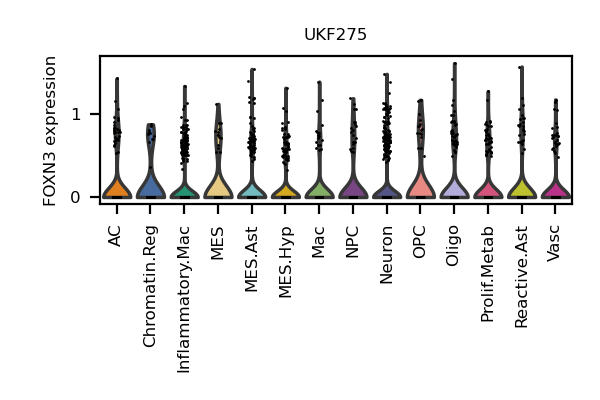 UKF275
FOXN3 expression
1
0
AC
Chromatin.Reg
Inflammatory.Mac
MES
MES.Ast
MES.Hyp
Mac
NPC
Neuron
OPC
Oligo
Prolif.Metab
Reactive.Ast
Vasc